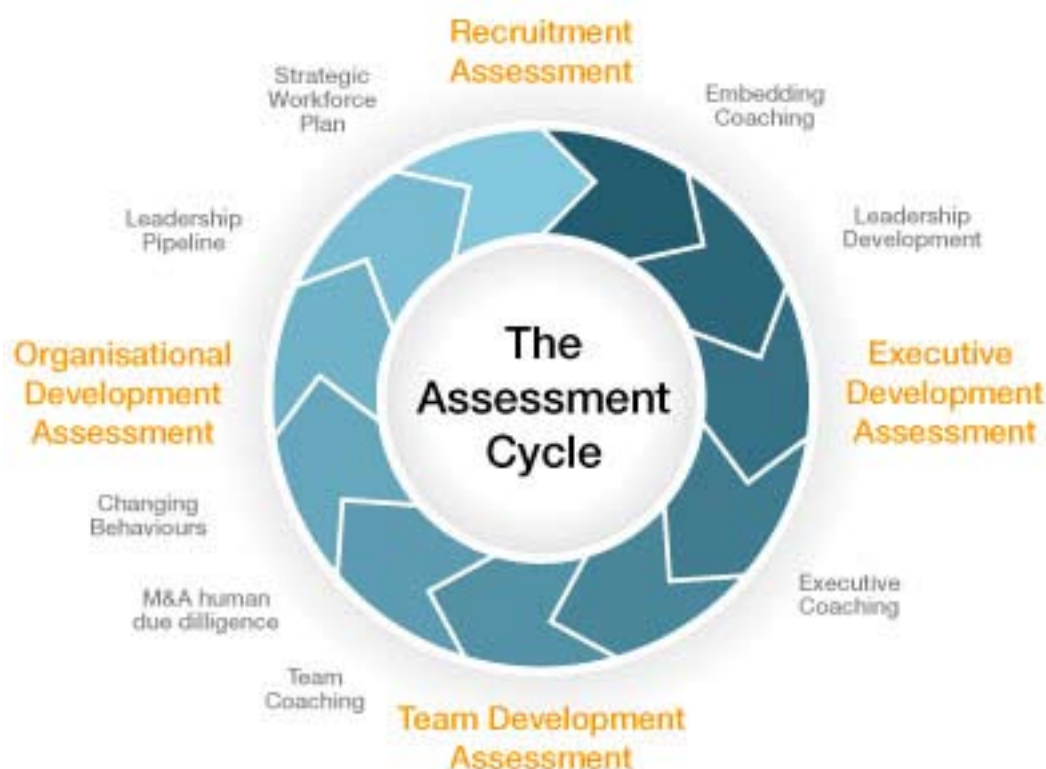 Recruitment
Assessment
Strategic
Workforce
Plan
Embedding
Coaching
Leadership
Pipeline
Leadership
Development
The
Assessment
Cycle
Organisational
Development
Assessment
Executive
Development
Assessment
Changing
Behaviours
M&A human
due dilligence
Executive
Coaching
Team
Coaching
Team Development
Assessment